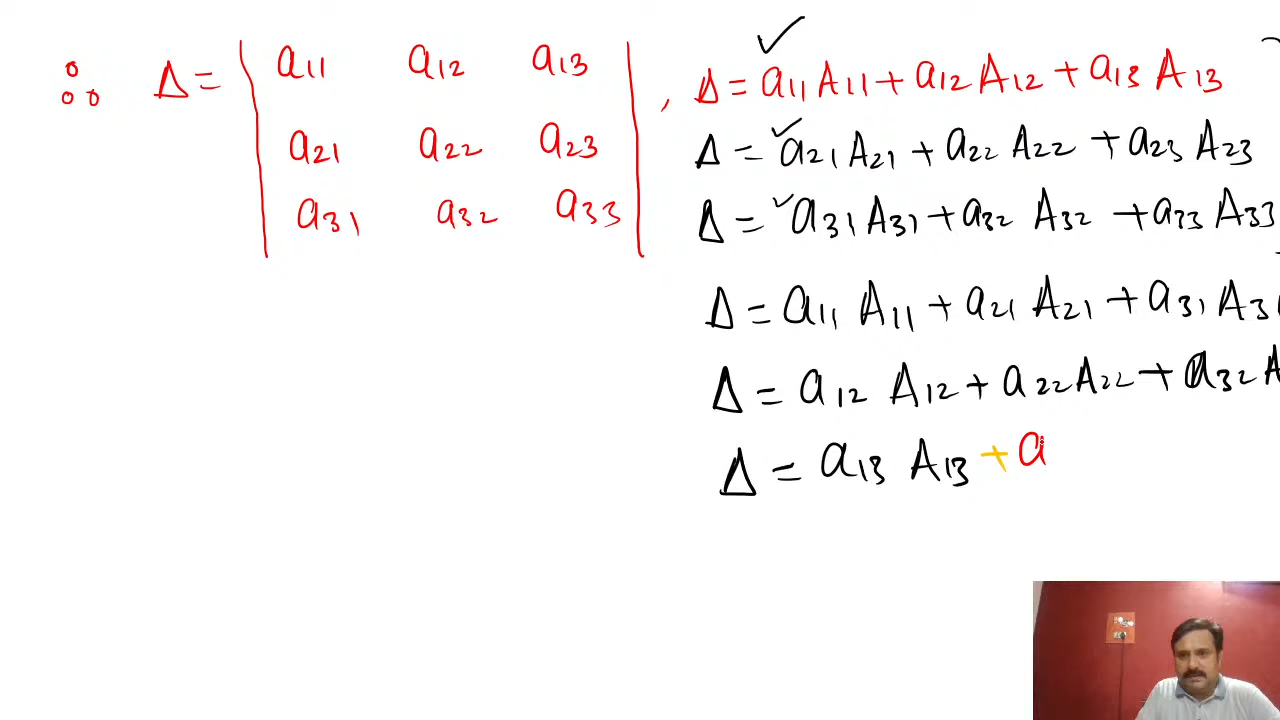 ∴ Δ = | a11 a12 a13 | , Δ = a11 A11 + a12 A12 + a13 A13
a21 a22 a23
Δ = a21 A21 + a22 A22 + a23 A23
a31 a32 a33
Δ = a31 A31 + a32 A32 + a33 A33
Δ = a11 A11 + a21 A21 + a31 A31
Δ = a12 A12 + a22 A22 + a32 A
Δ = a13 A13 + a